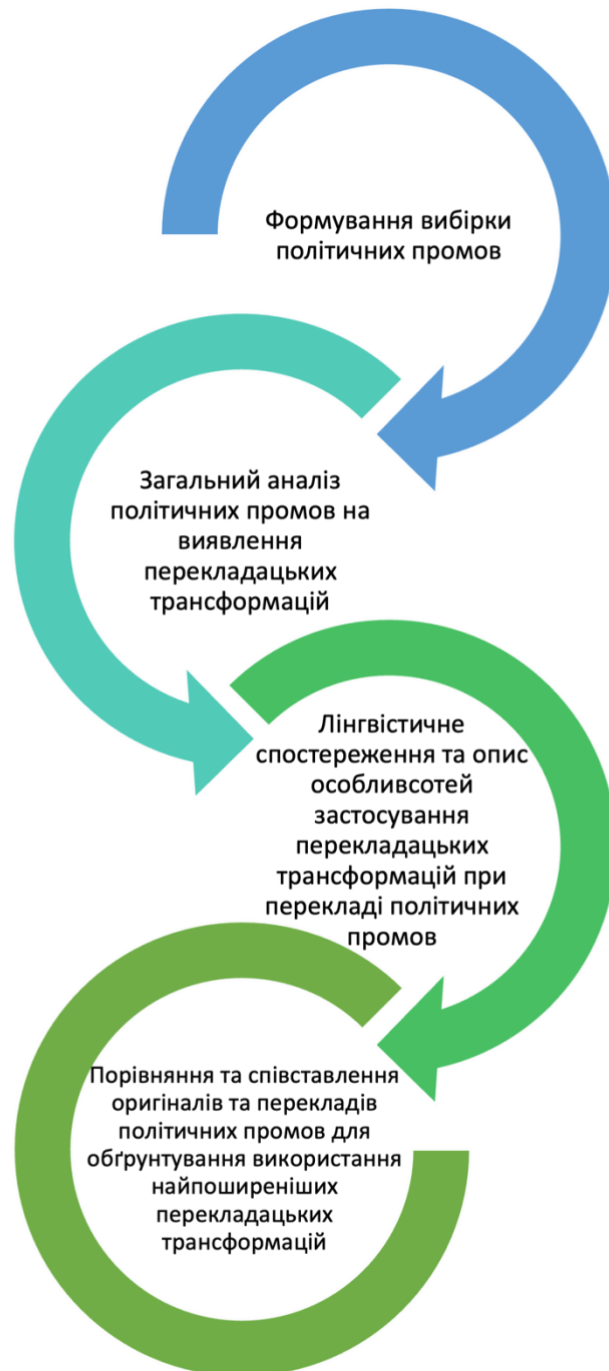 Формування вибірки
політичних промов
Загальний аналіз
політичних промов на
виявлення
перекладацьких
трансформацій
Лінгвістичне
спостереження та опис
особливсотей
застосування
перекладацьких
трансформацій при
перекладі політичних
промов
Порівняння та співставлення
оригіналів та перекладів
політичних промов для
обґрунтування використання
найпоширеніших
перекладацьких
трансформацій